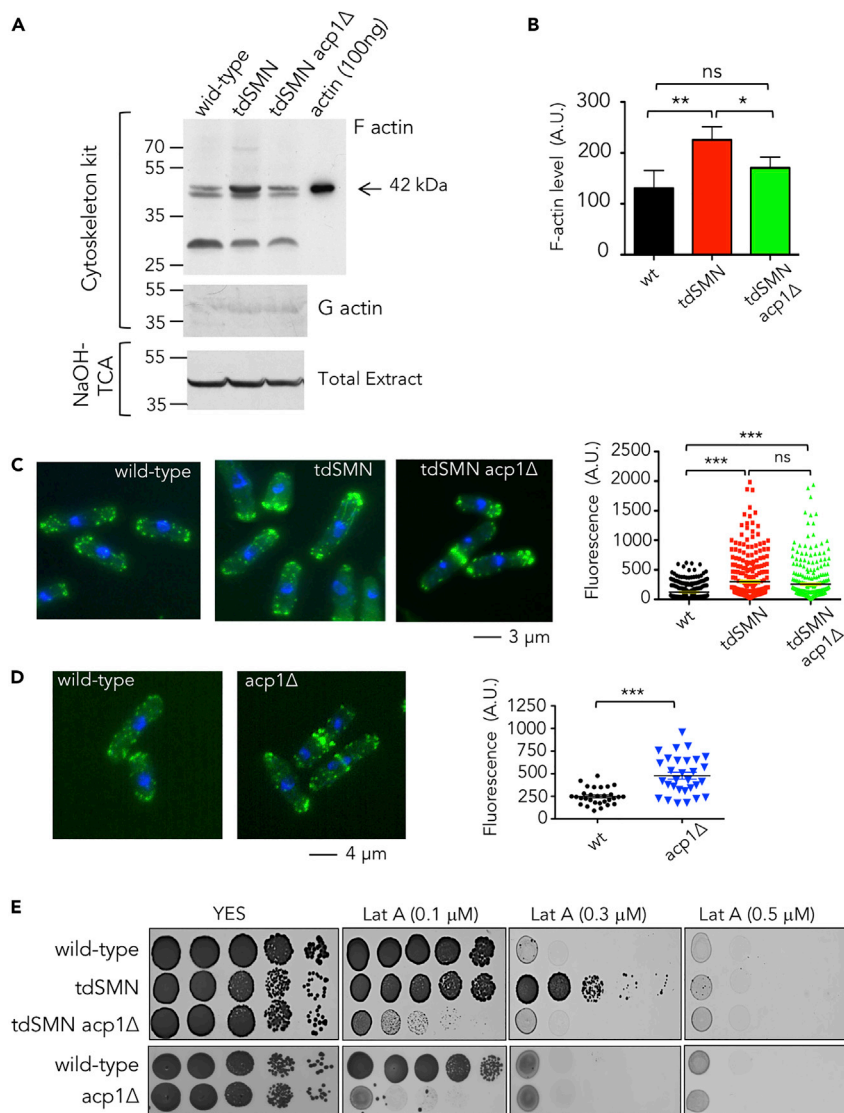 A
wid-type
tdSMN
tdSMN acp1Δ
actin (100ng)
Cytoskeleton kit
F actin
70
55
35
25
42 kDa
55
35
G actin
NaOH-
TCA
55
35
Total Extract
B
ns
**
*
F-actin level (A.U.)
300
200
100
0
wt
tdSMN
tdSMN
acp1Δ
C
wild-type
tdSMN
tdSMN acp1Δ
3 µm
***
***
ns
Fluorescence (A.U.)
2500
2000
1500
1000
500
0
wt
tdSMN
tdSMN
acp1Δ
D
wild-type
acp1Δ
4 µm
***
Fluorescence (A.U.)
1250
1000
750
500
250
0
wt
acp1Δ
E
YES
Lat A (0.1 µM)
Lat A (0.3 µM)
Lat A (0.5 µM)
wild-type
tdSMN
tdSMN acp1Δ
wild-type
acp1Δ